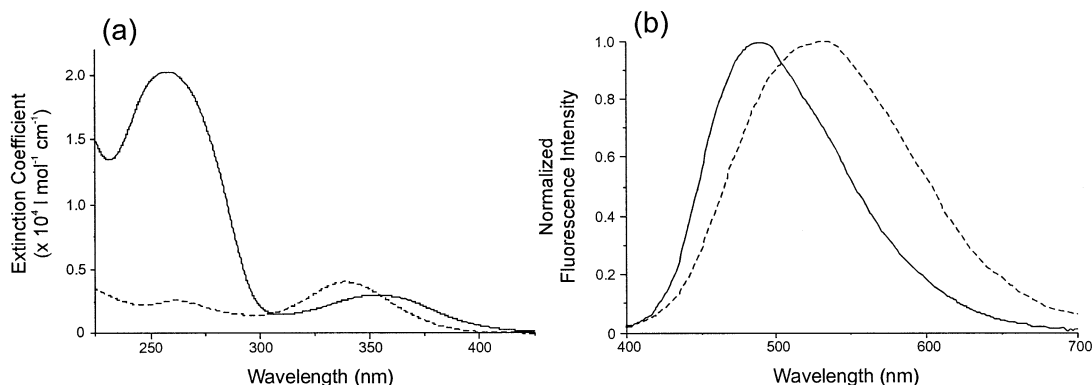 (a)
Extinction Coefficient
(x 10⁴ l mol⁻¹ cm⁻¹)
2.0
1.5
1.0
0.5
0
250
300
350
400
Wavelength (nm)
(b)
Normalized
Fluorescence Intensity
1.0
0.8
0.6
0.4
0.2
0
400
500
600
700
Wavelength (nm)